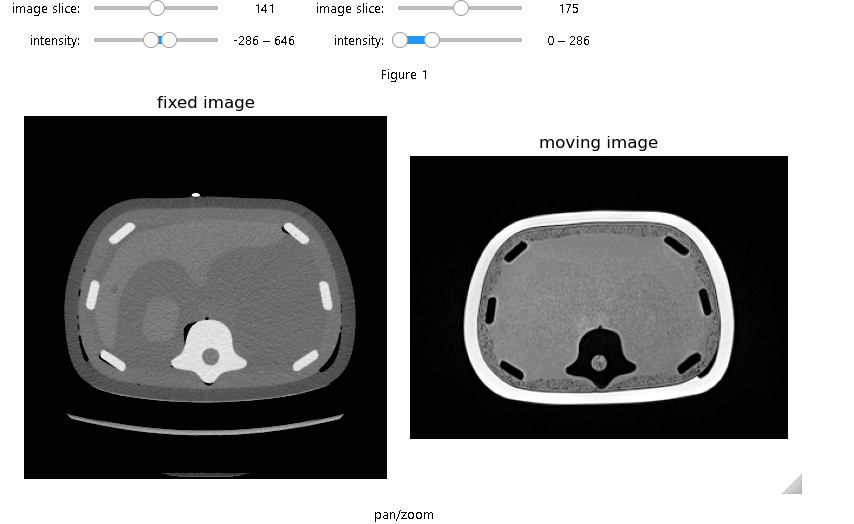 image slice: 141 image slice: 175
intensity: -286 – 646 intensity: 0 – 286
Figure 1
fixed image
moving image
pan/zoom